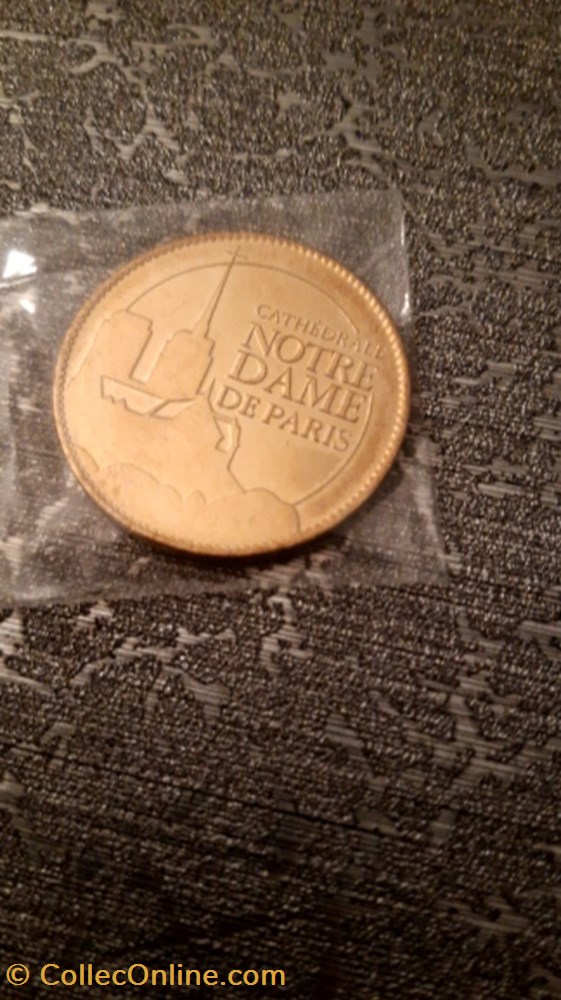 CATHÉDRALE
NOTRE
DAME
DE PARIS
© CollecOnline.com